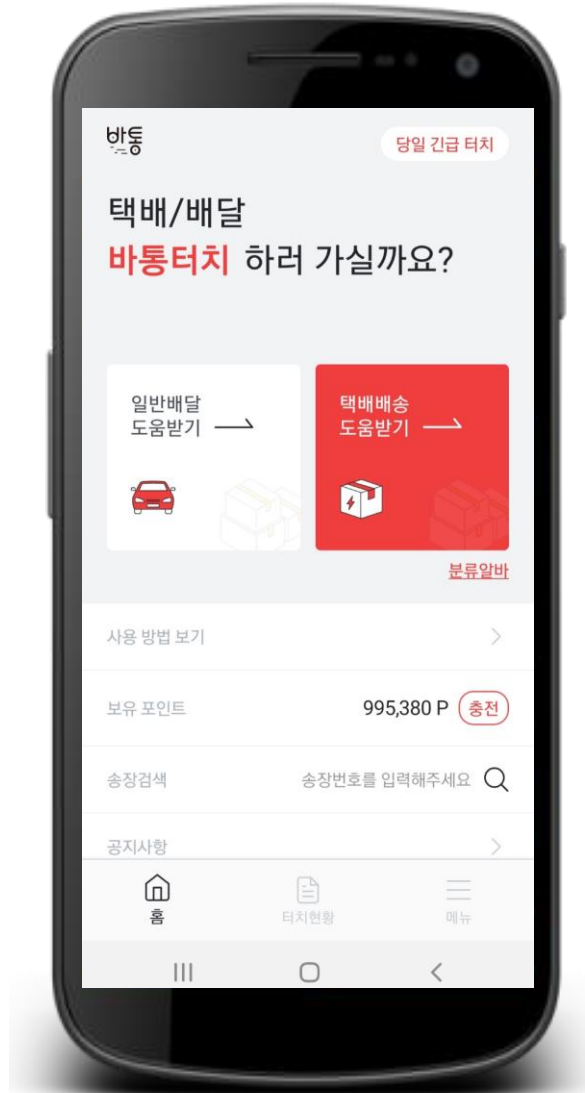 바통
당일 긴급 터치
택배/배달
바통터치 하러 가실까요?
일반배달
도움받기
택배배송
도움받기
분류알바
사용 방법 보기
보유 포인트 995,380 P 충전
송장검색 송장번호를 입력해주세요
공지사항
홈 터치현황 메뉴